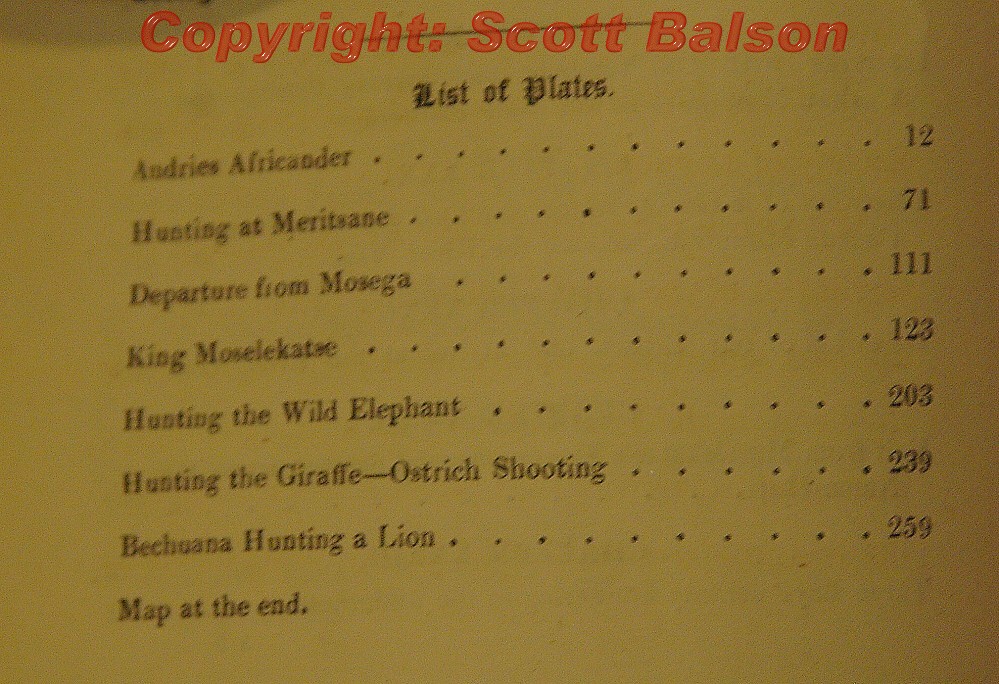 Copyright: Scott Balson
List of Plates.
Andries Africander . . . . . . . . . . . . 12
Hunting at Meritsane . . . . . . . . . . . 71
Departure from Mosega . . . . . . . . . . 111
King Moselekatse . . . . . . . . . . . . 123
Hunting the Wild Elephant . . . . . . . . . 203
Hunting the Giraffe—Ostrich Shooting . . . . . . 239
Bechuana Hunting a Lion . . . . . . . . . . 259
Map at the end.